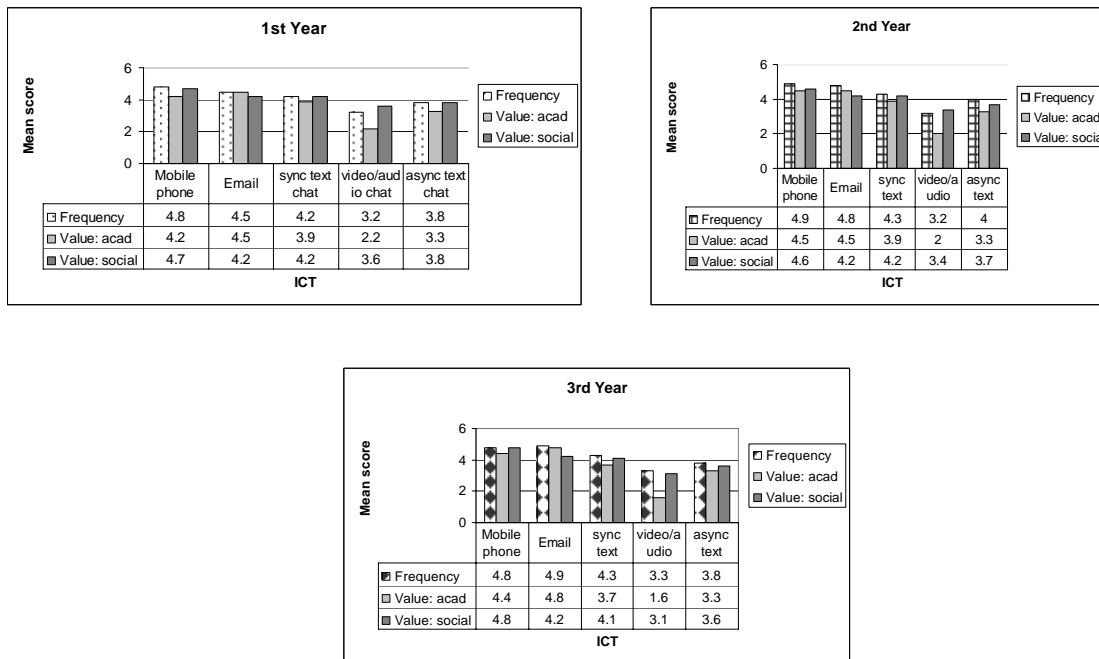 1st Year
6
4
2
0
Mean score
Mobile phone Email sync text chat video/aud io chat async text chat
Frequency 4.8 4.5 4.2 3.2 3.8
Value: acad 4.2 4.5 3.9 2.2 3.3
Value: social 4.7 4.2 4.2 3.6 3.8
ICT
Frequency
Value: acad
Value: social
2nd Year
6
4
2
0
Mean score
Mobile phone Email sync text video/a udio async text
Frequency 4.9 4.8 4.3 3.2 4
Value: acad 4.5 4.5 3.9 2 3.3
Value: social 4.6 4.2 4.2 3.4 3.7
ICT
Frequency
Value: acad
Value: social
3rd Year
6
4
2
0
Mean score
Mobile phone Email sync text video/a udio async text
Frequency 4.8 4.9 4.3 3.3 3.8
Value: acad 4.4 4.8 3.7 1.6 3.3
Value: social 4.8 4.2 4.1 3.1 3.6
ICT
Frequency
Value: acad
Value: social